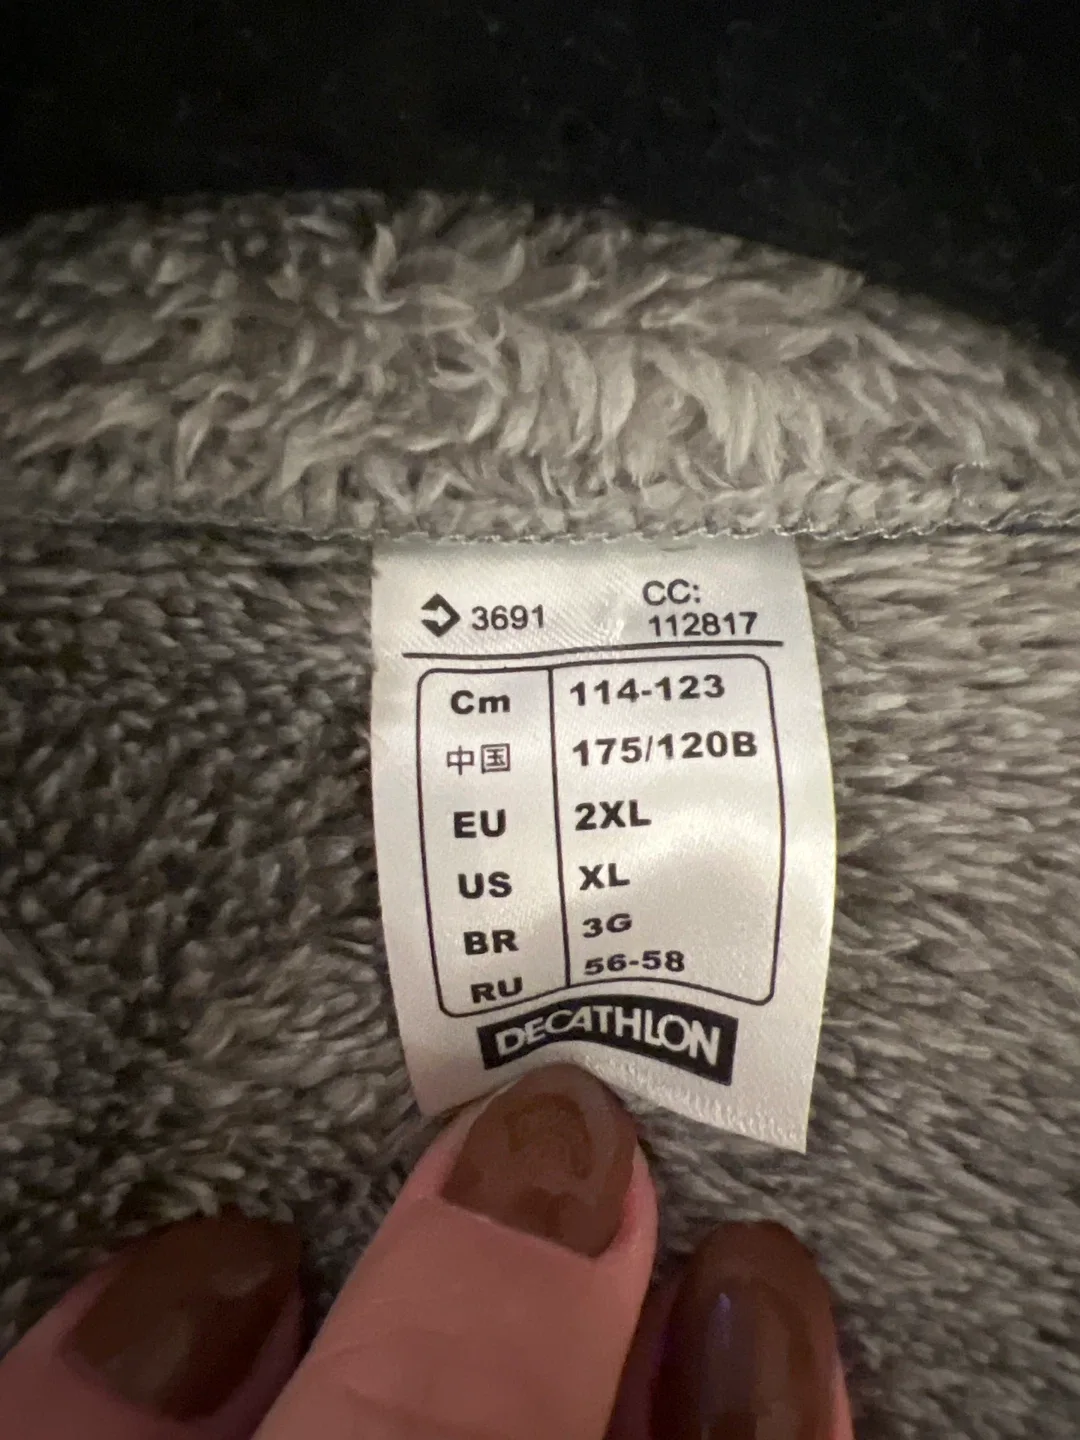 3691 CC:
112817
Cm 114-123
中国 175/120B
EU 2XL
US XL
BR 3G
RU 56-58
DECATHLON